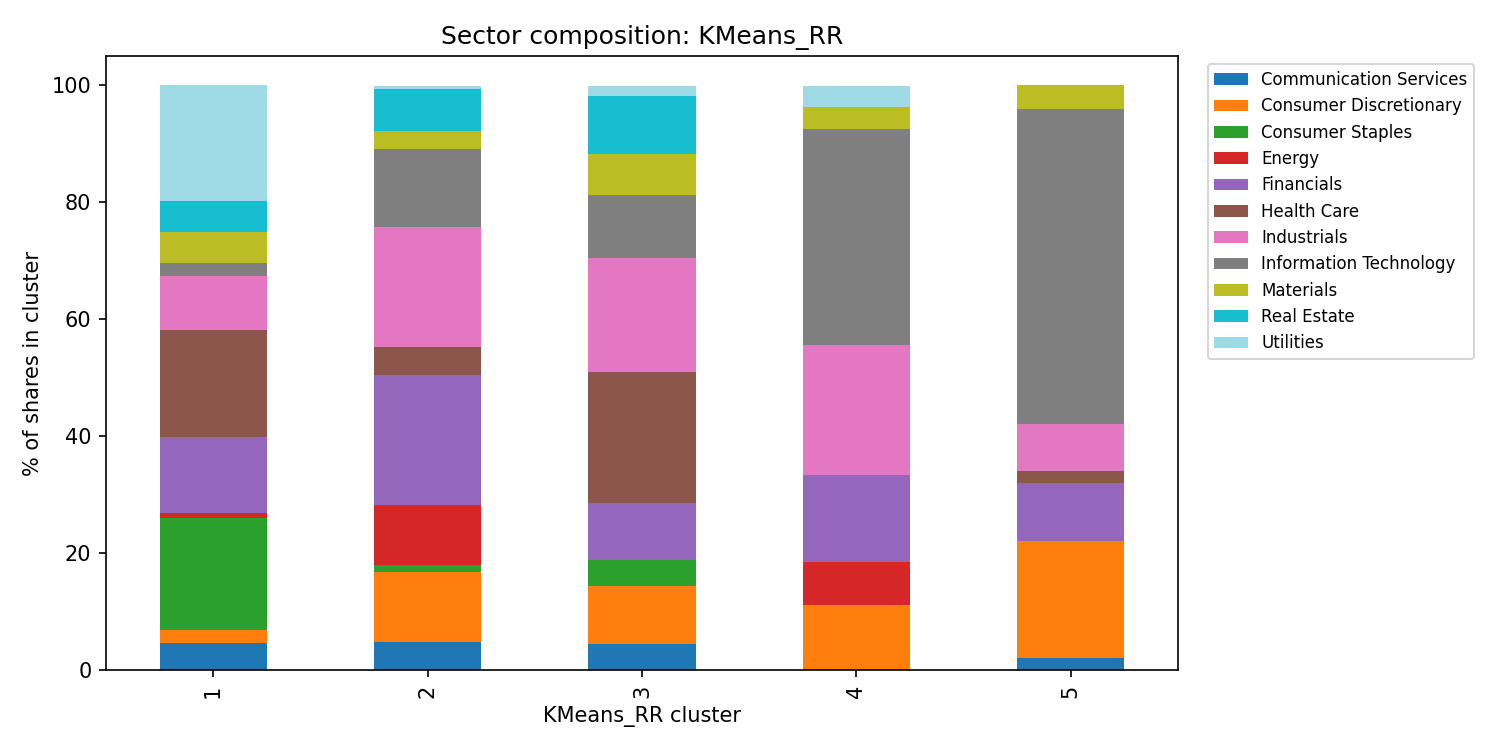 Sector composition: KMeans_RR
% of shares in cluster
100
80
60
40
20
0
1
2
3
4
5
KMeans_RR cluster
Communication Services
Consumer Discretionary
Consumer Staples
Energy
Financials
Health Care
Industrials
Information Technology
Materials
Real Estate
Utilities